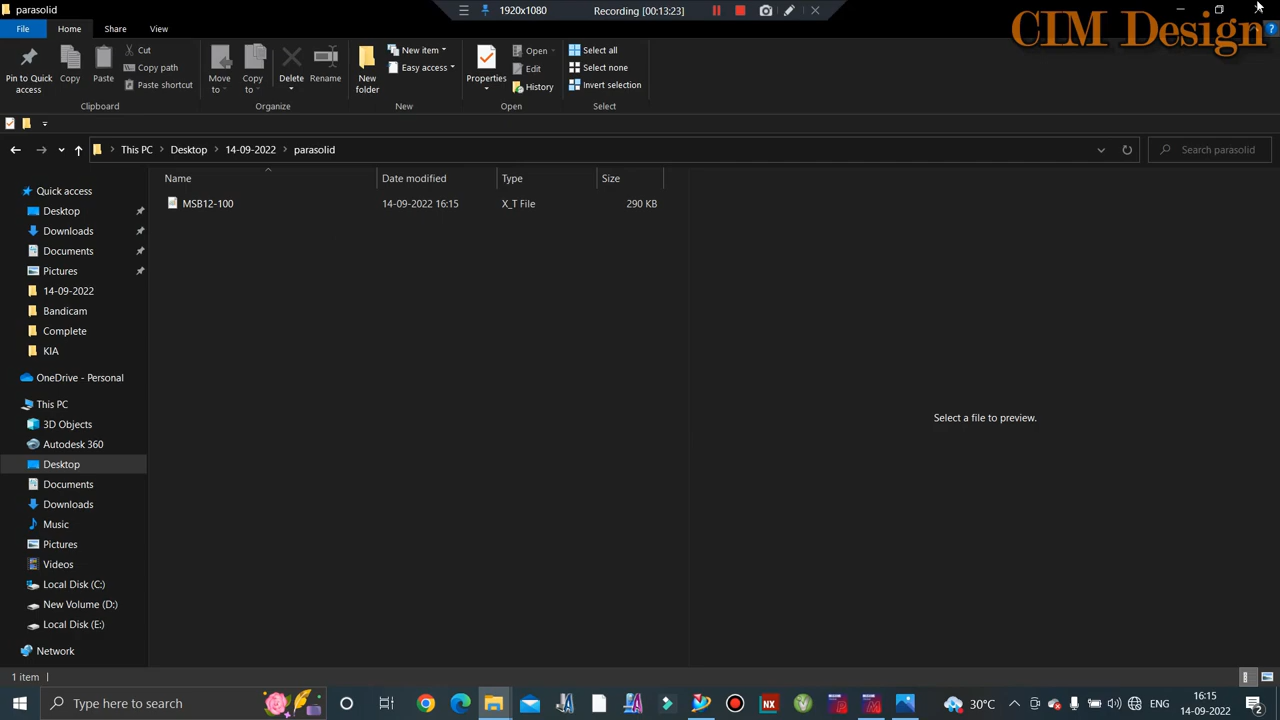 parasolid
1920x1080
Recording [00:13:23]
CIM Design
File
Home
Share
View
Pin to Quick access
Copy
Paste
Cut
Copy path
Paste shortcut
Clipboard
Move to
Copy to
Delete
Rename
Organize
New folder
New item
Easy access
New
Properties
Open
Edit
History
Open
Select all
Select none
Invert selection
Select
This PC
Desktop
14-09-2022
parasolid
Search parasolid
Name
Date modified
Type
Size
MSB12-100
14-09-2022 16:15
X_T File
290 KB
Quick access
Desktop
Downloads
Documents
Pictures
14-09-2022
Bandicam
Complete
KIA
OneDrive - Personal
This PC
3D Objects
Autodesk 360
Desktop
Documents
Downloads
Music
Pictures
Videos
Local Disk (C:)
New Volume (D:)
Local Disk (E:)
Network
Select a file to preview.
1 item
Type here to search
NX
30°C
ENG
16:15
14-09-2022
2